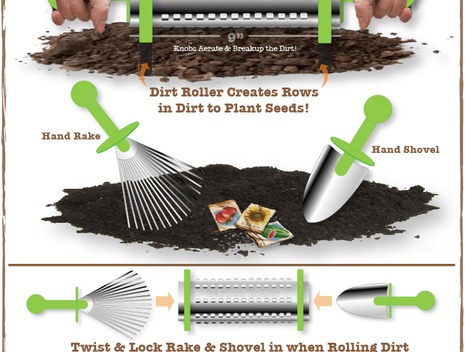 9"
Knobs Aerate & Breakup the Dirt!
Dirt Roller Creates Rows
in Dirt to Plant Seeds!
Hand Rake
Hand Shovel
Twist & Lock Rake & Shovel in when Rolling Dirt